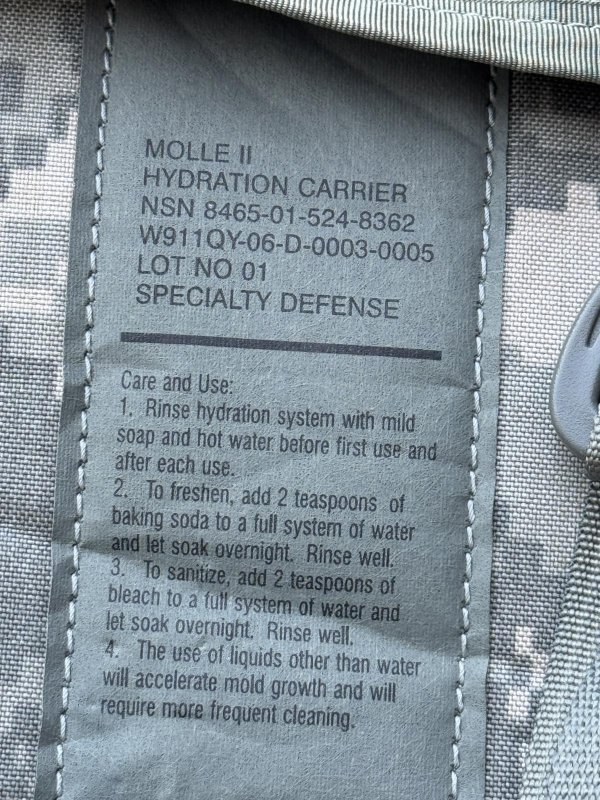 MOLLE II
HYDRATION CARRIER
NSN 8465-01-524-8362
W911QY-06-D-0003-0005
LOT NO 01
SPECIALTY DEFENSE
Care and Use:
1. Rinse hydration system with mild
soap and hot water before first use and
after each use.
2. To freshen, add 2 teaspoons of
baking soda to a full system of water
and let soak overnight. Rinse well.
3. To sanitize, add 2 teaspoons of
bleach to a full system of water and
let soak overnight. Rinse well.
4. The use of liquids other than water
will accelerate mold growth and will
require more frequent cleaning.